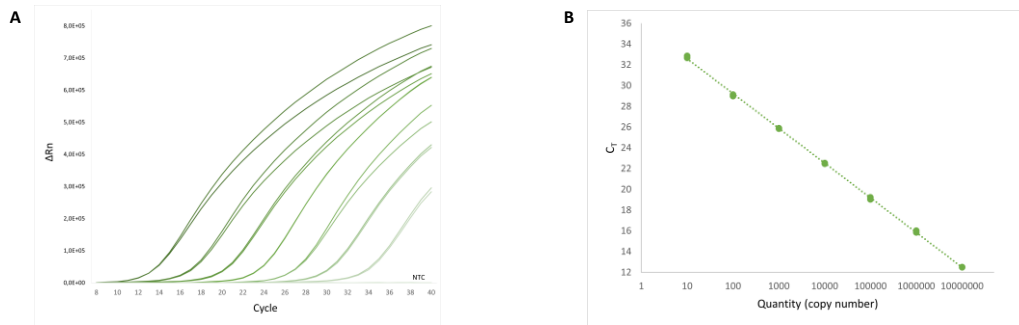 A
8,0E+05
7,0E+05
6,0E+05
5,0E+05
4,0E+05
3,0E+05
2,0E+05
1,0E+05
0,0E+00
ΔRn
NTC
8 10 12 14 16 18 20 22 24 26 28 30 32 34 36 38 40
Cycle
B
36
34
32
30
28
26
24
22
20
18
16
14
12
CT
1 10 100 1000 10000 100000 1000000 10000000
Quantity (copy number)